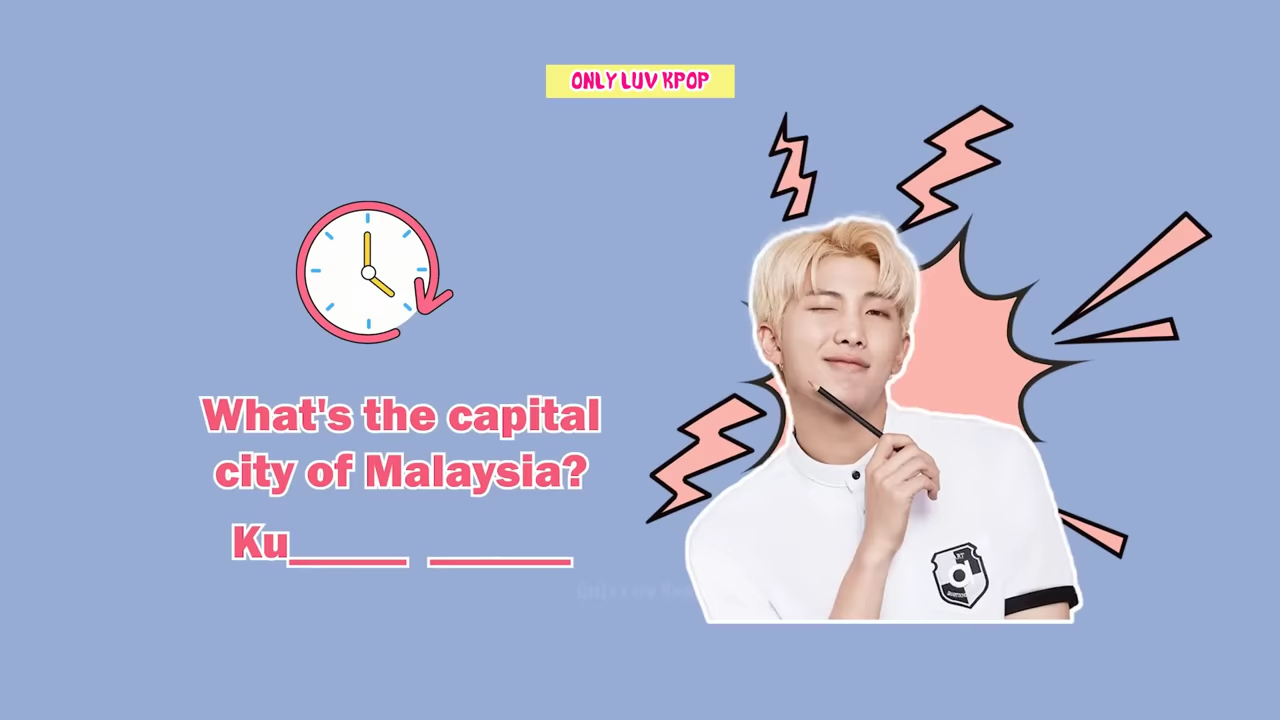 ONLY LUV KPOP
What's the capital
city of Malaysia?
Ku_____ ______